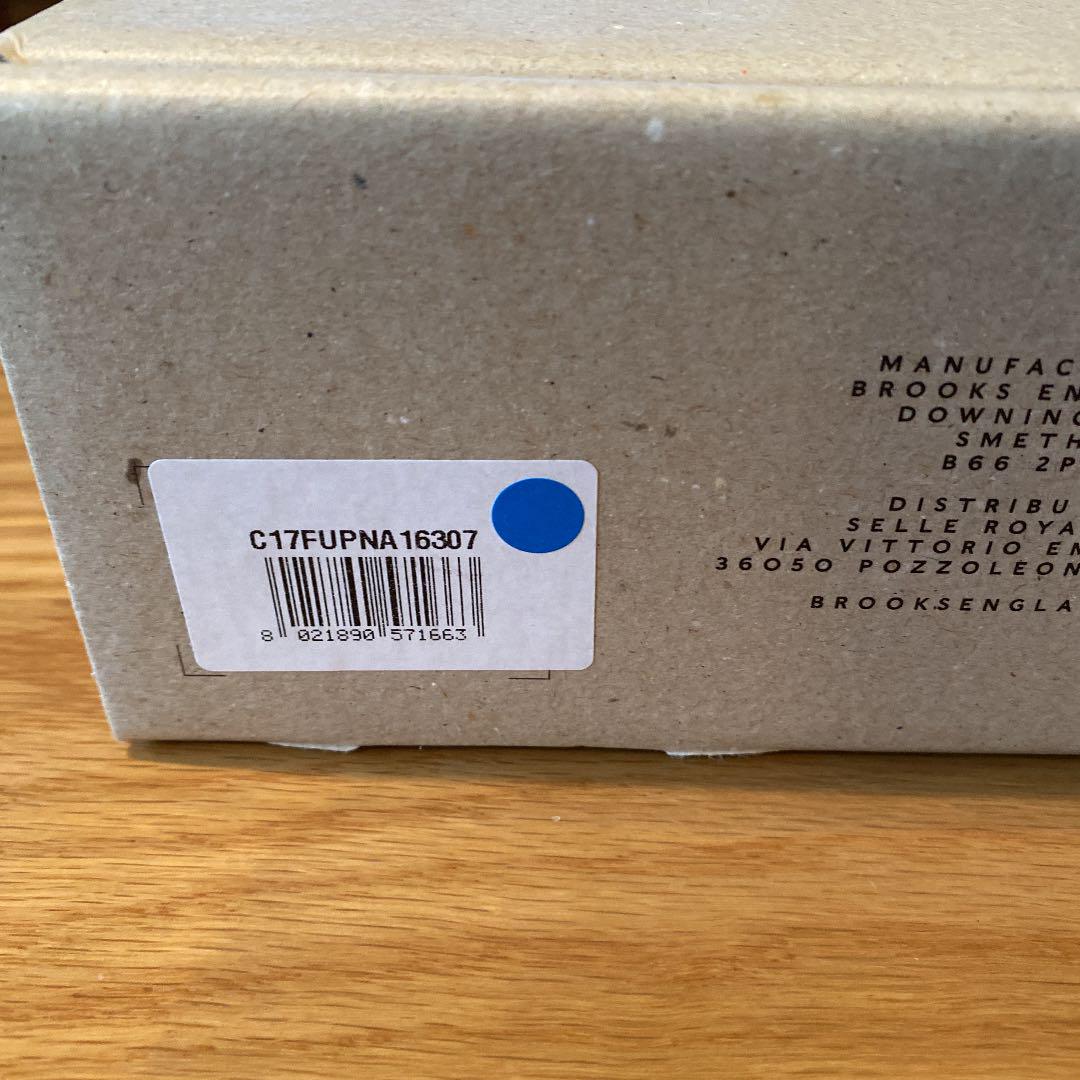 C17FUPNA16307
8 021890 571663
MANUFAC
BROOKS EN
DOWNING
SMETH
B66 2P
DISTRIBU
SELLE ROYA
VIA VITTORIO EM
36050 POZZOLEON
BROOKSENGLA